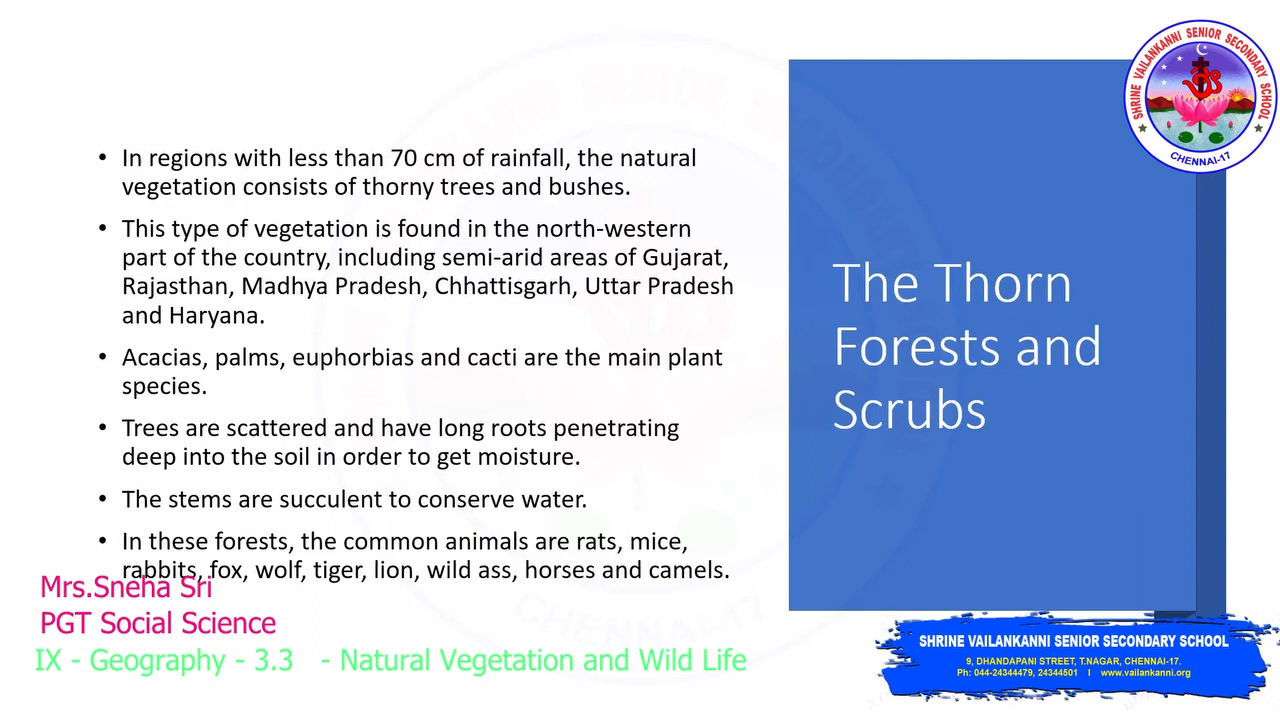 • In regions with less than 70 cm of rainfall, the natural
vegetation consists of thorny trees and bushes.
• This type of vegetation is found in the north-western
part of the country, including semi-arid areas of Gujarat,
Rajasthan, Madhya Pradesh, Chhattisgarh, Uttar Pradesh
and Haryana.
• Acacias, palms, euphorbias and cacti are the main plant
species.
• Trees are scattered and have long roots penetrating
deep into the soil in order to get moisture.
• The stems are succulent to conserve water.
• In these forests, the common animals are rats, mice,
rabbits, fox, wolf, tiger, lion, wild ass, horses and camels.
The Thorn
Forests and
Scrubs
SHRINE VAILANKANNI SENIOR SECONDARY SCHOOL
CHENNAI-17
Mrs.Sneha Sri
PGT Social Science
IX - Geography - 3.3 - Natural Vegetation and Wild Life
SHRINE VAILANKANNI SENIOR SECONDARY SCHOOL
9, DHANDAPANI STREET, T.NAGAR, CHENNAI-17.
Ph: 044-24344479, 24344501 I www.vailankanni.org